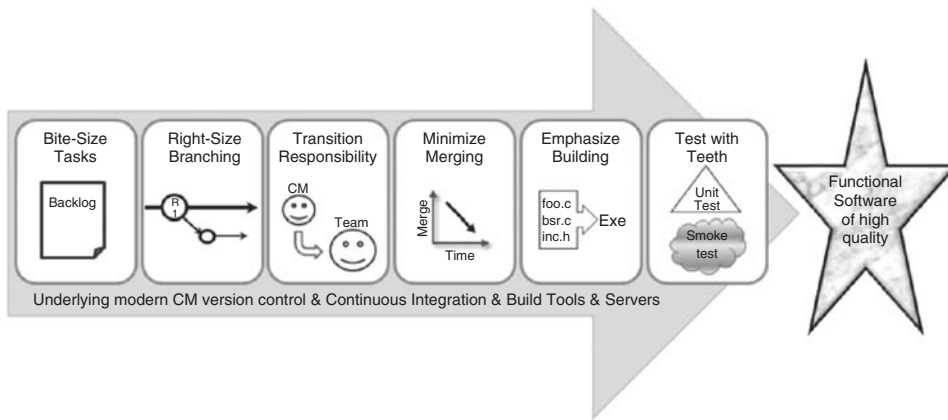 Bite-Size
Tasks
Backlog
Right-Size
Branching
R
1
Transition
Responsibility
CM
Team
Minimize
Merging
Merge
Time
Emphasize
Building
foo.c
bsr.c
inc.h
Exe
Test with
Teeth
Unit
Test
Smoke
test
Functional
Software
of high
quality
Underlying modern CM version control & Continuous Integration & Build Tools & Servers